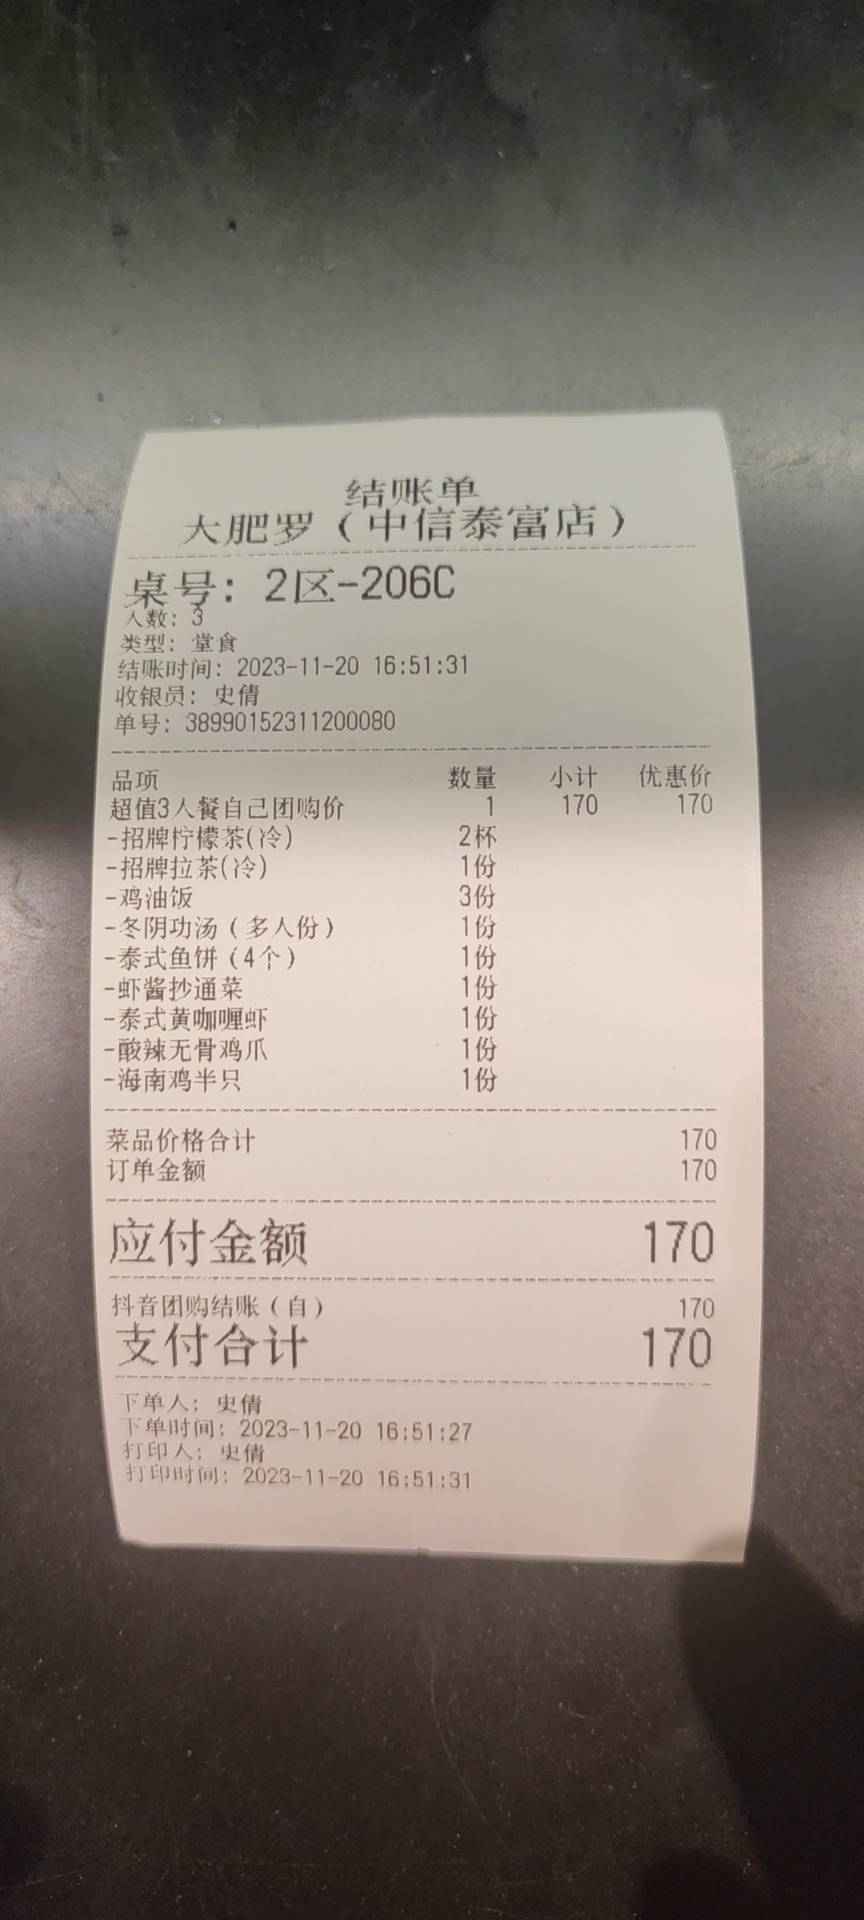 结账单
大肥罗（中信泰富店）
桌号：2区-206C
人数：3
类型：堂食
结账时间：2023-11-20 16:51:31
收银员：史倩
单号：38990152311200080
品项 数量 小计 优惠价
超值3人餐自己团购价 1 170 170
-招牌柠檬茶(冷) 2杯
-招牌拉茶(冷) 1份
-鸡油饭 3份
-冬阴功汤（多人份） 1份
-泰式鱼饼（4个） 1份
-虾酱抄通菜 1份
-泰式黄咖喱虾 1份
-酸辣无骨鸡爪 1份
-海南鸡半只 1份
菜品价格合计 170
订单金额 170
应付金额 170
抖音团购结账（自） 170
支付合计 170
下单人：史倩
下单时间：2023-11-20 16:51:27
打印人：史倩
打印时间：2023-11-20 16:51:31